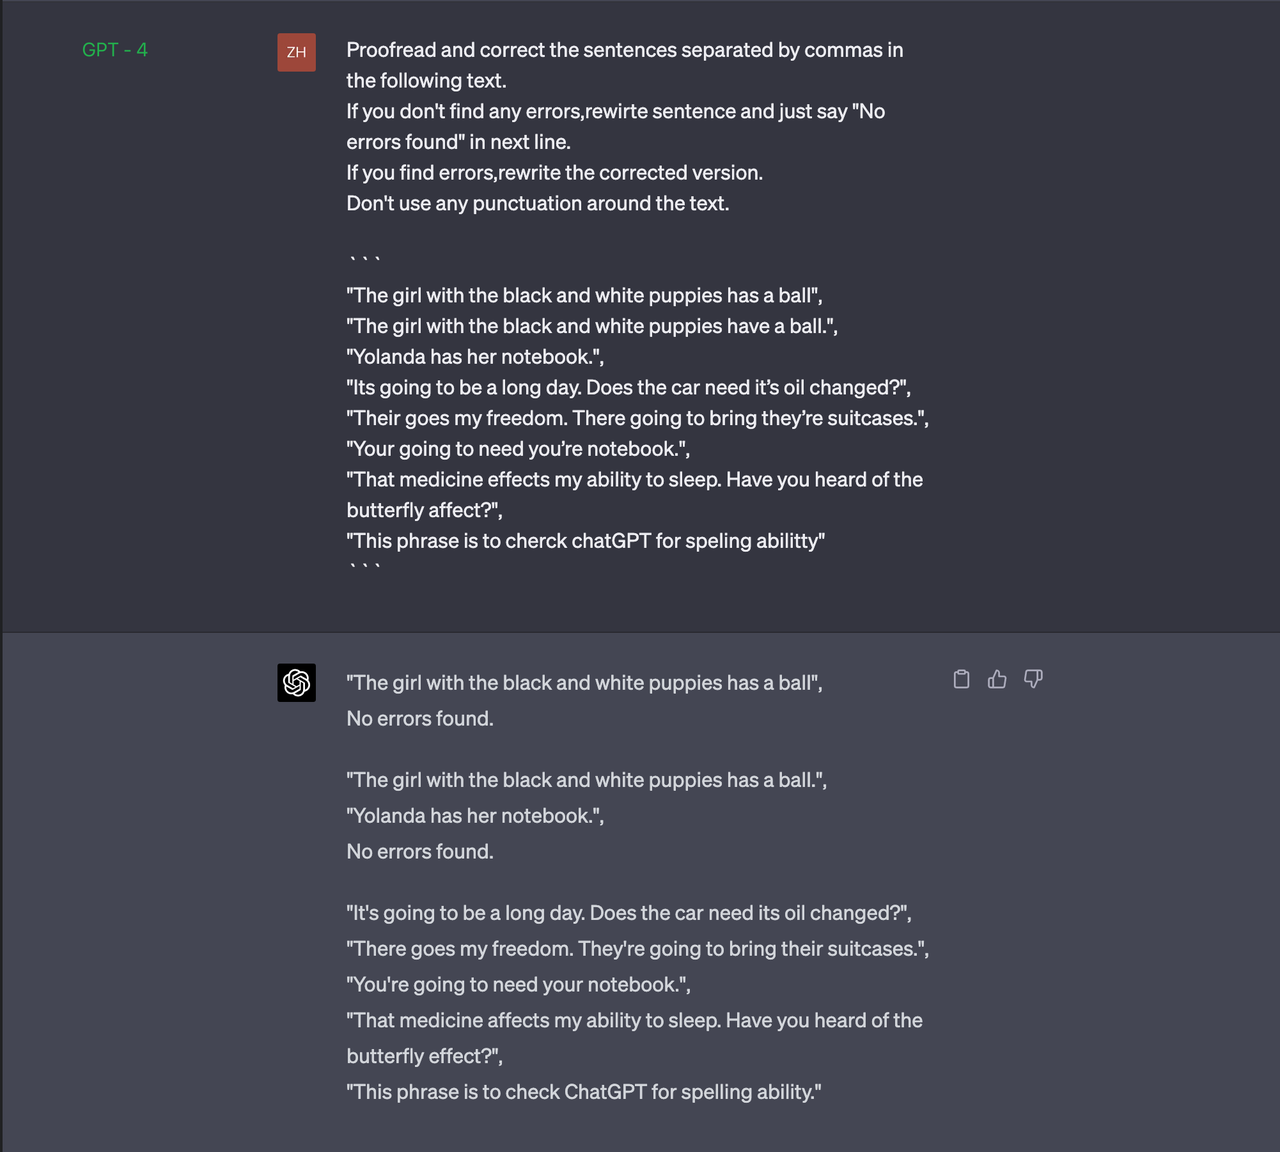 GPT - 4
ZH
Proofread and correct the sentences separated by commas in
the following text.
If you don't find any errors,rewirte sentence and just say "No
errors found" in next line.
If you find errors,rewrite the corrected version.
Don't use any punctuation around the text.
```
"The girl with the black and white puppies has a ball",
"The girl with the black and white puppies have a ball.",
"Yolanda has her notebook.",
"Its going to be a long day. Does the car need it’s oil changed?",
"Their goes my freedom. There going to bring they’re suitcases.",
"Your going to need you’re notebook.",
"That medicine effects my ability to sleep. Have you heard of the
butterfly affect?",
"This phrase is to cherck chatGPT for speling abilitty"
```
"The girl with the black and white puppies has a ball",
No errors found.
"The girl with the black and white puppies has a ball.",
"Yolanda has her notebook.",
No errors found.
"It's going to be a long day. Does the car need its oil changed?",
"There goes my freedom. They're going to bring their suitcases.",
"You're going to need your notebook.",
"That medicine affects my ability to sleep. Have you heard of the
butterfly effect?",
"This phrase is to check ChatGPT for spelling ability."